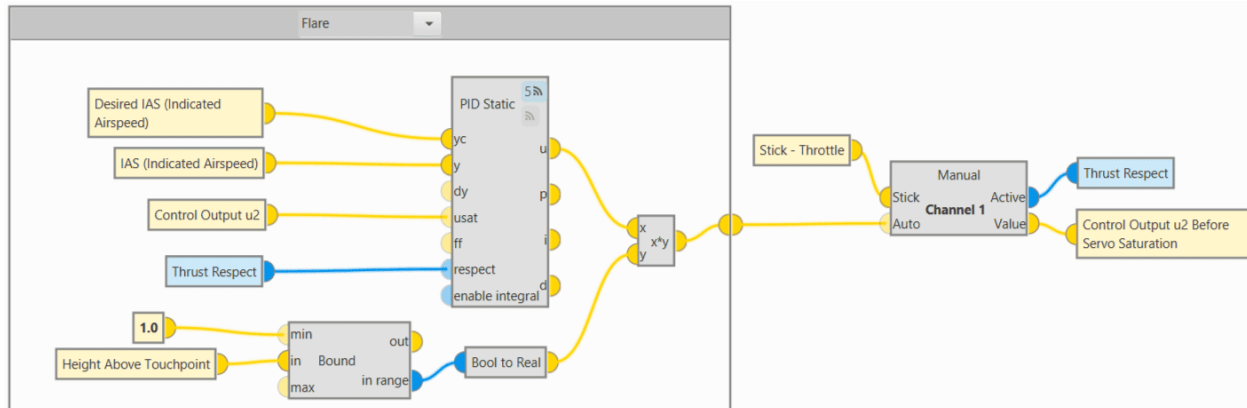 Flare
Desired IAS (Indicated
Airspeed)
IAS (Indicated Airspeed)
Control Output u2
Thrust Respect
PID Static
5
yc
y
dy
usat
ff
respect
enable integral
u
p
i
d
1.0
Height Above Touchpoint
min
in
max
Bound
out
in range
Bool to Real
x
y
x*y
Stick - Throttle
Manual
Stick
Active
Channel 1
Auto
Value
Thrust Respect
Control Output u2 Before
Servo Saturation